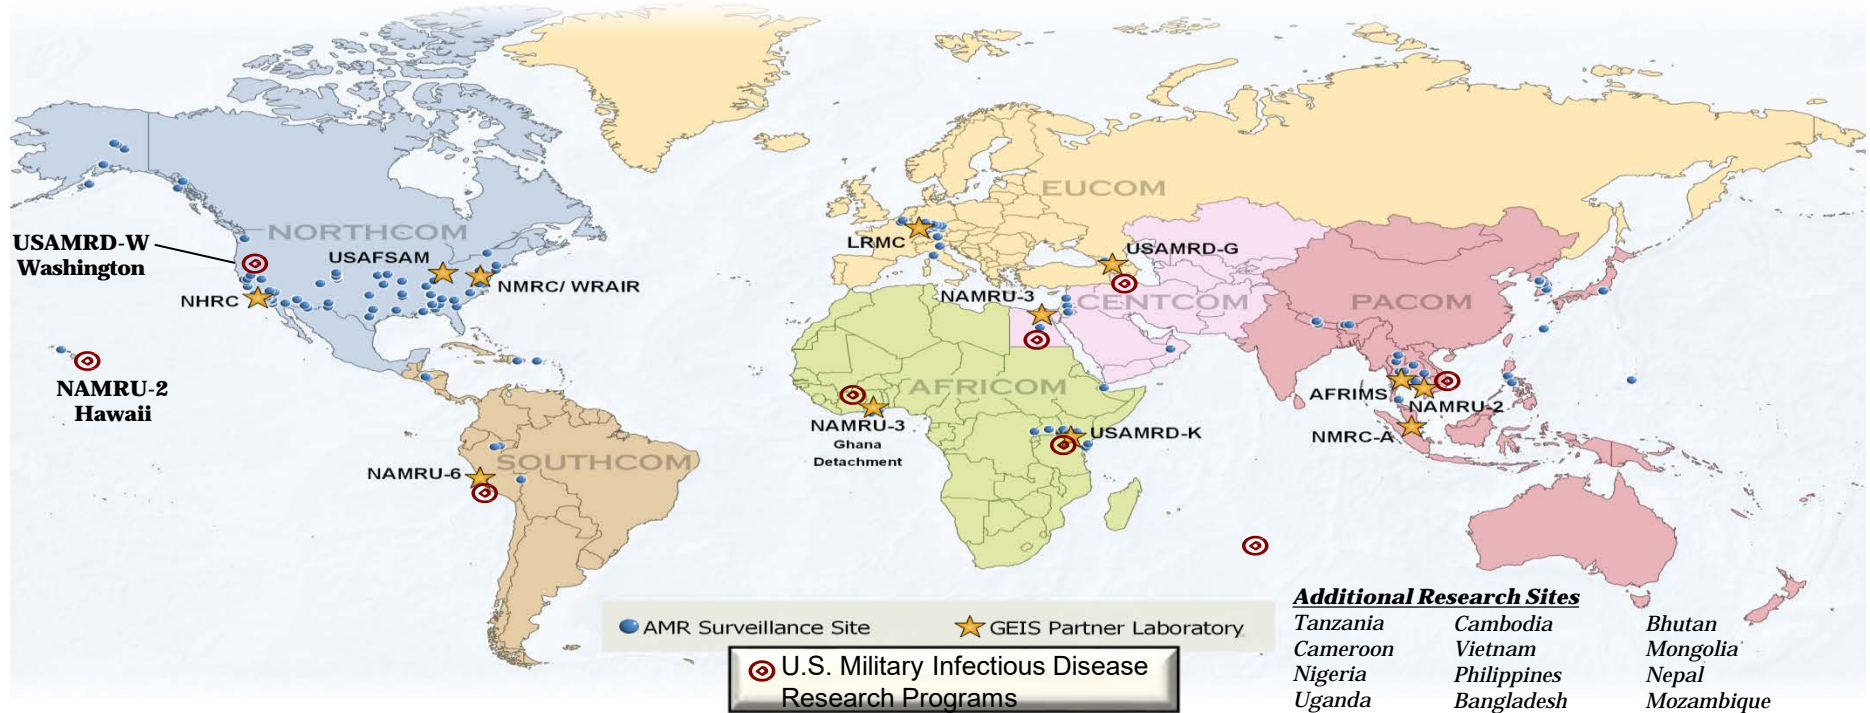 NORTHCOM
EUCOM
USAMRD-W
Washington
USAFSAM
NMRC/ WRAIR
NHRC
LRMC
USAMRD-G
NAMRU-3
CENTCOM
PACOM
NAMRU-2
Hawaii
AFRICOM
NAMRU-3
Ghana
Detachment
USAMRD-K
AFRIMS
NAMRU-2
NMRC-A
NAMRU-6
SOUTHCOM
AMR Surveillance Site
GEIS Partner Laboratory
U.S. Military Infectious Disease
Research Programs
Additional Research Sites
Tanzania Cambodia Bhutan
Cameroon Vietnam Mongolia
Nigeria Philippines Nepal
Uganda Bangladesh Mozambique